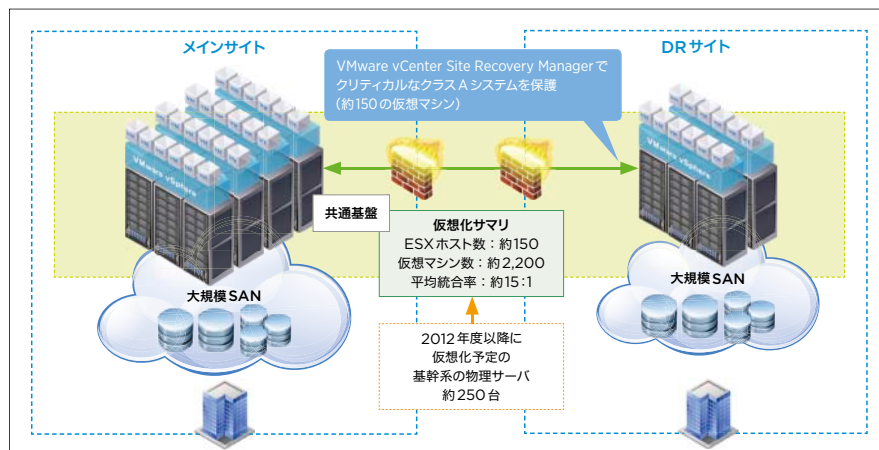 メインサイト
DRサイト
VMware vCenter Site Recovery Managerで
クリティカルなクラスAシステムを保護
（約150の仮想マシン）
VMware vSphere
VMware vSphere
共通基盤
仮想化サマリ
ESXホスト数：約150
仮想マシン数：約2,200
平均統合率：約15：1
大規模SAN
大規模SAN
2012年度以降に
仮想化予定の
基幹系の物理サーバ
約250台